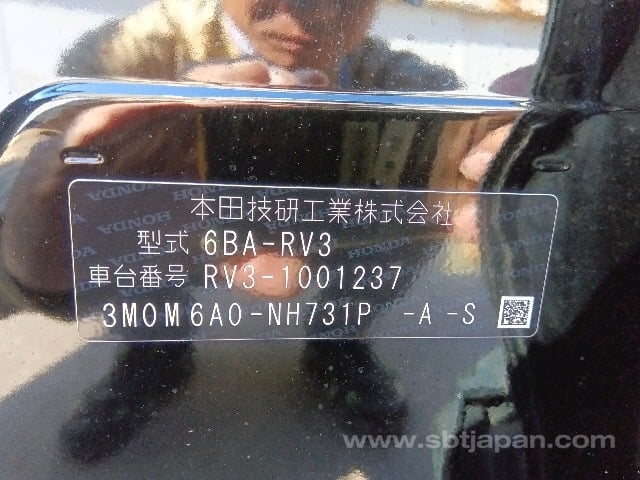 本田技研工業株式会社
型式 6BA-RV3
車台番号 RV3-1001237
3M0M6A0-NH731P -A-S
www.sbtjapan.com